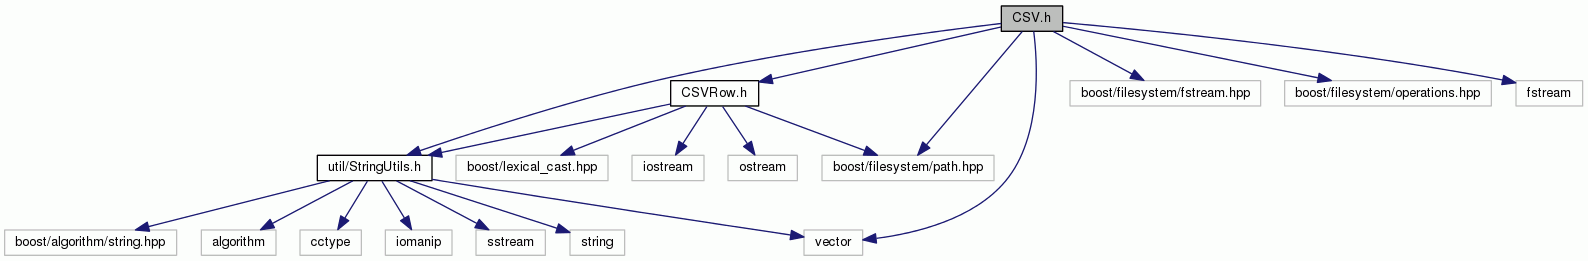 CSV.h
CSVRow.h
boost/filesystem/fstream.hpp
boost/filesystem/operations.hpp
fstream
util/StringUtils.h
boost/lexical_cast.hpp
iostream
ostream
boost/filesystem/path.hpp
boost/algorithm/string.hpp
algorithm
cctype
iomanip
sstream
string
vector